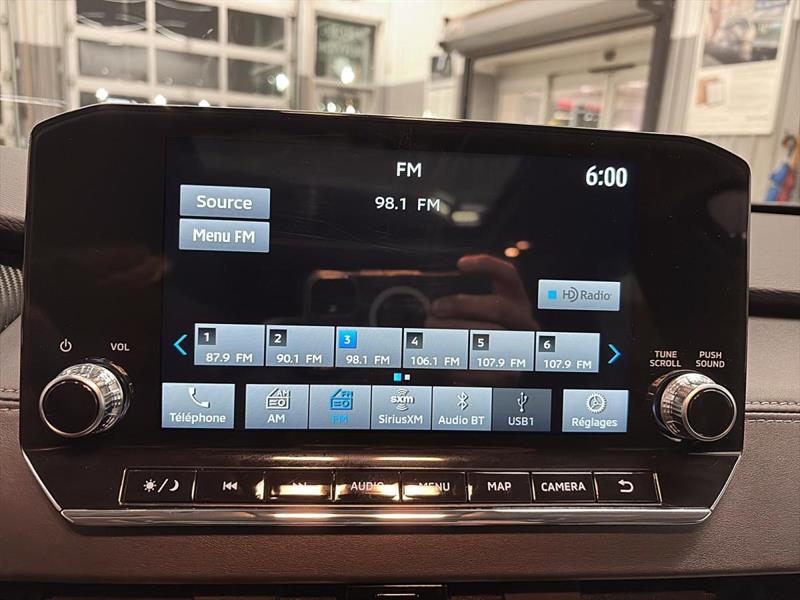 FM
6:00
Source
98.1 FM
Menu FM
HD Radio
1 2 3 4 5 6
87.9 FM 90.1 FM 98.1 FM 106.1 FM 107.9 FM 107.9 FM
VOL
TUNE SCROLL
PUSH SOUND
AM FM sxm
Téléphone AM FM SiriusXM Audio BT USB1 Réglages
AUDIO MENU MAP CAMERA